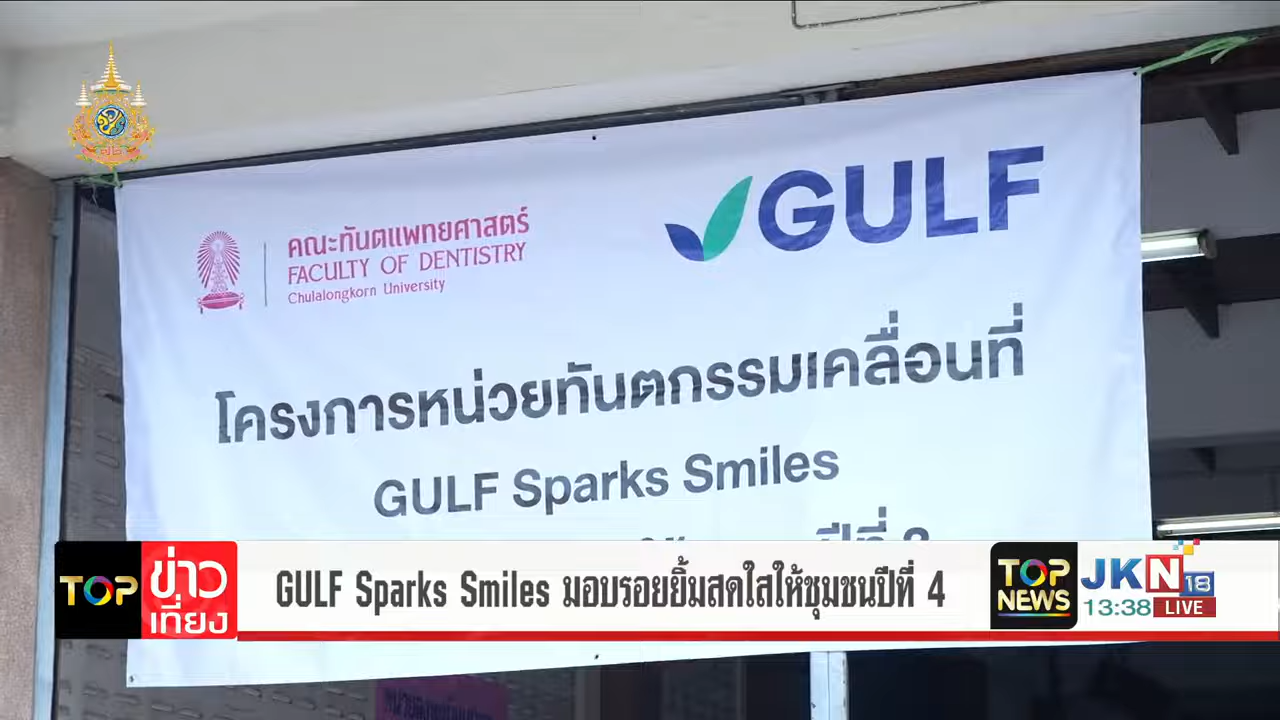 คณะทันตแพทยศาสตร์
FACULTY OF DENTISTRY
Chulalongkorn University
GULF
โครงการหน่วยทันตกรรมเคลื่อนที่
GULF Sparks Smiles
TOP ข่าวเที่ยง
GULF Sparks Smiles มอบรอยยิ้มสดใสให้ชุมชนปีที่ 4
TOP NEWS
JKN 18
13:38 LIVE